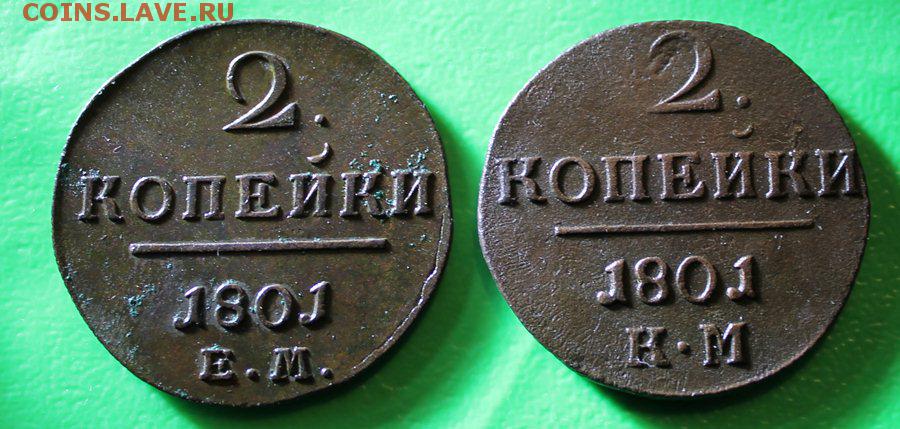 COINS.LAVE.RU
2.
КОПЕЙКИ
1801
Е.М.
2.
КОПЕЙКИ
1801
К·М